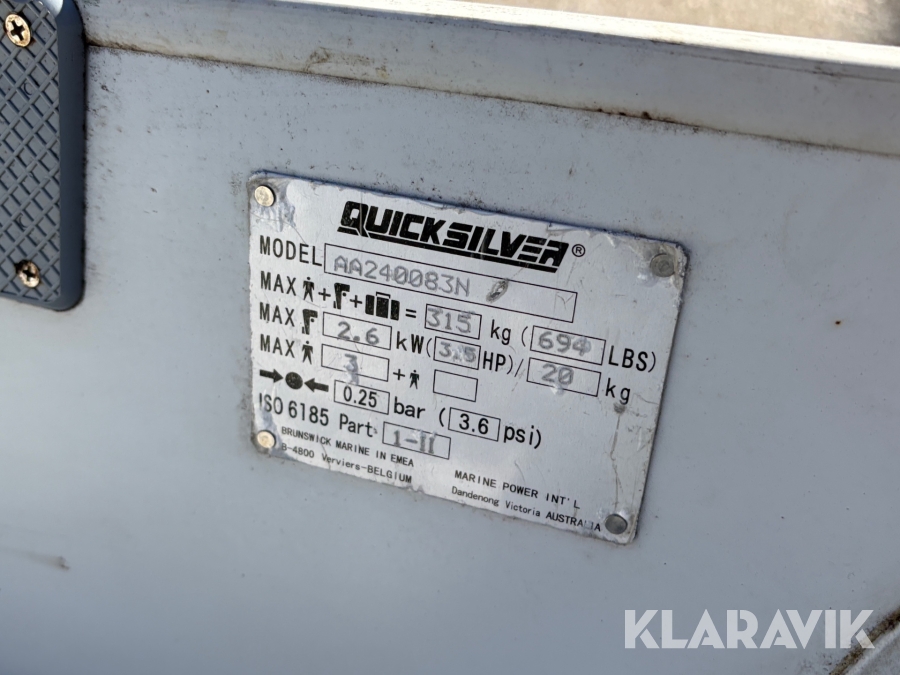 QUICKSILVER®
MODEL AA240083N
MAX + + = 315 kg (694 LBS)
MAX 2.6 kW(3.5 HP)/ 20 kg
MAX 3 +
0.25 bar (3.6 psi)
ISO 6185 Part 1-II
BRUNSWICK MARINE IN EMEA
B-4800 Verviers-BELGIUM
MARINE POWER INT'L
Dandenong Victoria AUSTRALIA
KLARAVIK